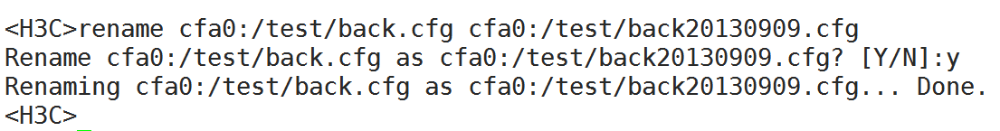 <H3C>rename cfa0:/test/back.cfg cfa0:/test/back20130909.cfg
Rename cfa0:/test/back.cfg as cfa0:/test/back20130909.cfg? [Y/N]:y
Renaming cfa0:/test/back.cfg as cfa0:/test/back20130909.cfg... Done.
<H3C>